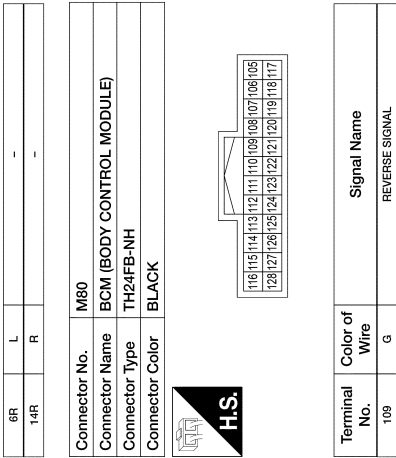 6R L –
14R R –
Connector No. M80
Connector Name BCM (BODY CONTROL MODULE)
Connector Type TH24FB-NH
Connector Color BLACK
H.S.
116 115 114 113 112 111 110 109 108 107 106 105
128 127 126 125 124 123 122 121 120 119 118 117
Terminal No. Color of Wire Signal Name
109 G REVERSE SIGNAL